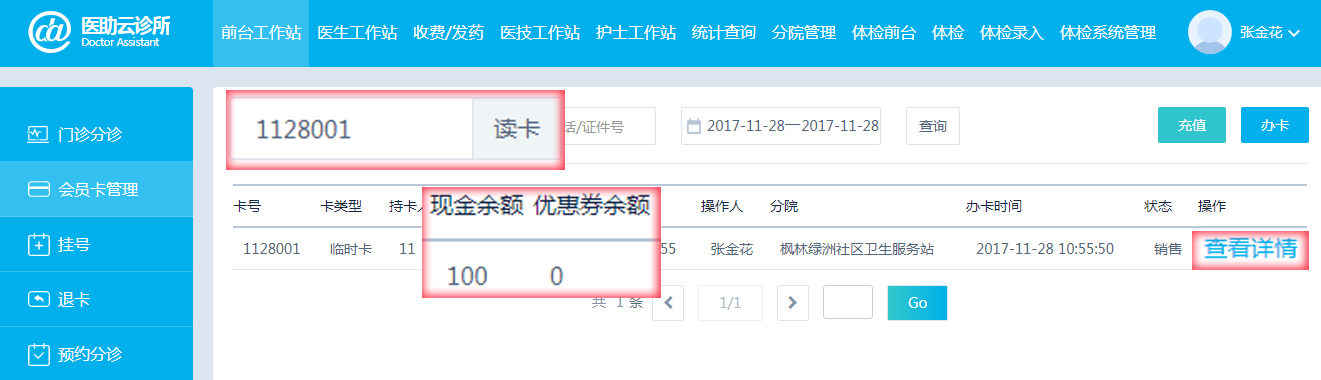 医助云诊所
Doctor Assistant
前台工作站 医生工作站 收费/发药 医技工作站 护士工作站 统计查询 分院管理 体检前台 体检 体检录入 体检系统管理 张金花
门诊分诊
会员卡管理
挂号
退卡
预约分诊
1128001 读卡 话/证件号 2017-11-28一2017-11-28 查询 充值 办卡
卡号 卡类型 持卡人 现金余额 优惠券余额 操作人 分院 办卡时间 状态 操作
1128001 临时卡 11 100 0 55 张金花 枫林绿洲社区卫生服务站 2017-11-28 10:55:50 销售 查看详情
共 1 条 1/1 Go